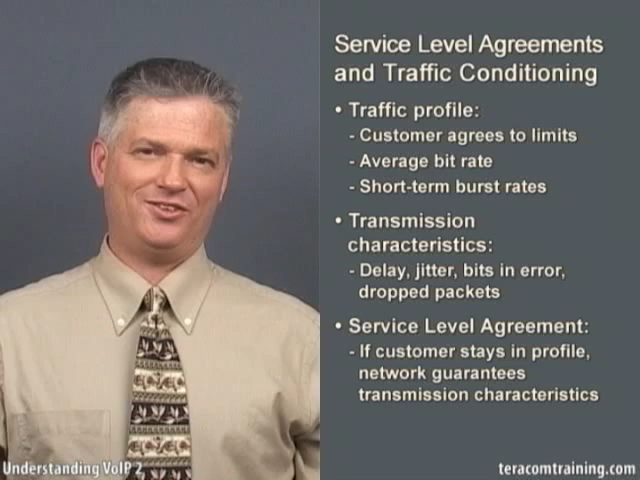 Service Level Agreements
and Traffic Conditioning
• Traffic profile:
- Customer agrees to limits
- Average bit rate
- Short-term burst rates
• Transmission
characteristics:
- Delay, jitter, bits in error,
dropped packets
• Service Level Agreement:
- If customer stays in profile,
network guarantees
transmission characteristics
Understanding VoIP 2
teracomtraining.com